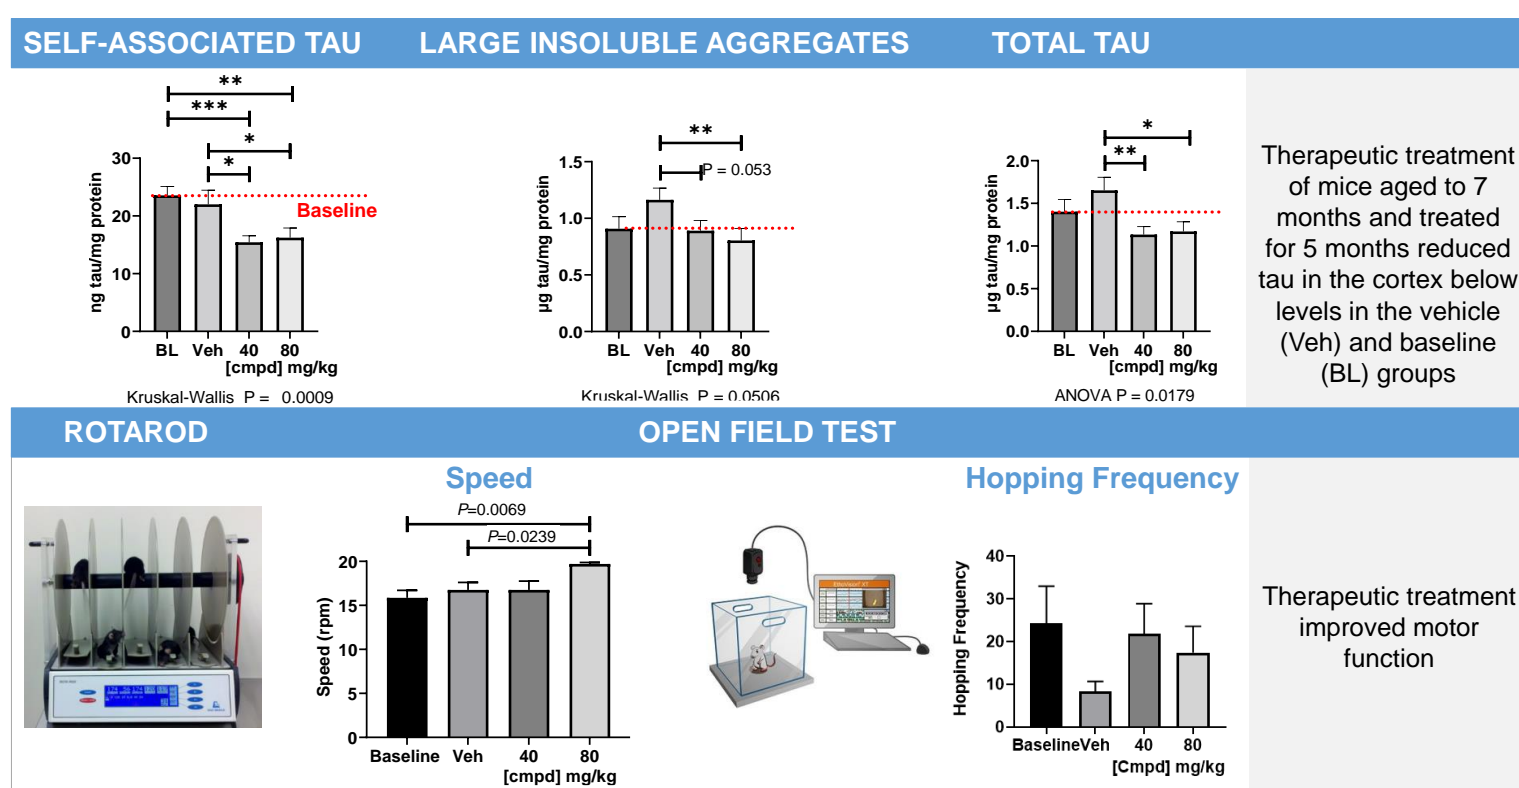 SELF-ASSOCIATED TAU
LARGE INSOLUBLE AGGREGATES
TOTAL TAU
**
***
*
*
30
20
10
0
ng tau/mg protein
Baseline
BL Veh 40 80
[cmpd] mg/kg
Kruskal-Wallis P = 0.0009
**
P = 0.053
1.5
1.0
0.5
0.0
µg tau/mg protein
BL Veh 40 80
[cmpd] mg/kg
Kruskal-Wallis P = 0.0506
*
**
2.0
1.5
1.0
0.5
0.0
µg tau/mg protein
BL Veh 40 80
[cmpd] mg/kg
ANOVA P = 0.0179
Therapeutic treatment
of mice aged to 7
months and treated
for 5 months reduced
tau in the cortex below
levels in the vehicle
(Veh) and baseline
(BL) groups
ROTAROD
OPEN FIELD TEST
Speed
P=0.0069
P=0.0239
20
15
10
5
0
Speed (rpm)
Baseline Veh 40 80
[cmpd] mg/kg
Hopping Frequency
40
30
20
10
0
Hopping Frequency
BaselineVeh 40 80
[Cmpd] mg/kg
Therapeutic treatment
improved motor
function